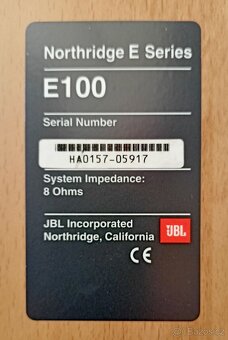 Northridge E Series
E100
Serial Number
HA0157-05917
System Impedance:
8 Ohms
JBL Incorporated
Northridge, California
JBL
CE